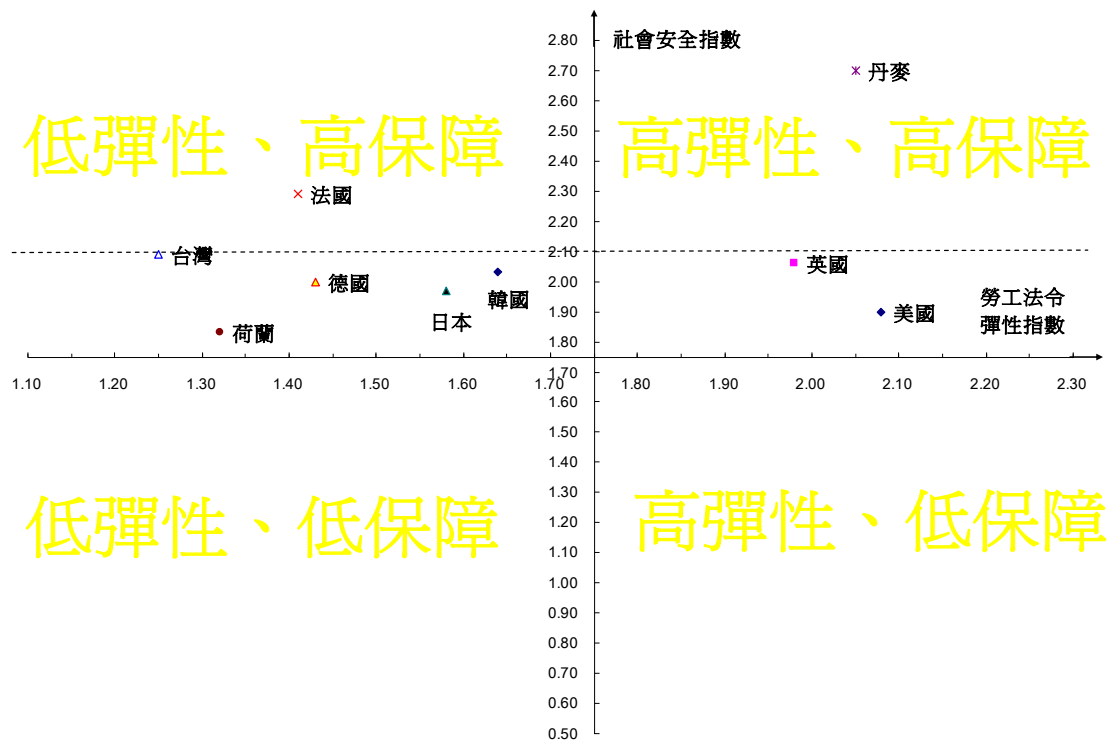 2.80
社會安全指數
2.70
丹麥
2.60
低彈性、高保障
高彈性、高保障
2.50
2.40
2.30
法國
2.20
2.10
台灣
英國
2.00
德國
韓國
勞工法令
彈性指數
1.90
日本
美國
荷蘭
1.80
1.10 1.20 1.30 1.40 1.50 1.60 1.70 1.80 1.90 2.00 2.10 2.20 2.30
1.70
1.60
1.50
1.40
1.30
低彈性、低保障
高彈性、低保障
1.20
1.10
1.00
0.90
0.80
0.70
0.60
0.50